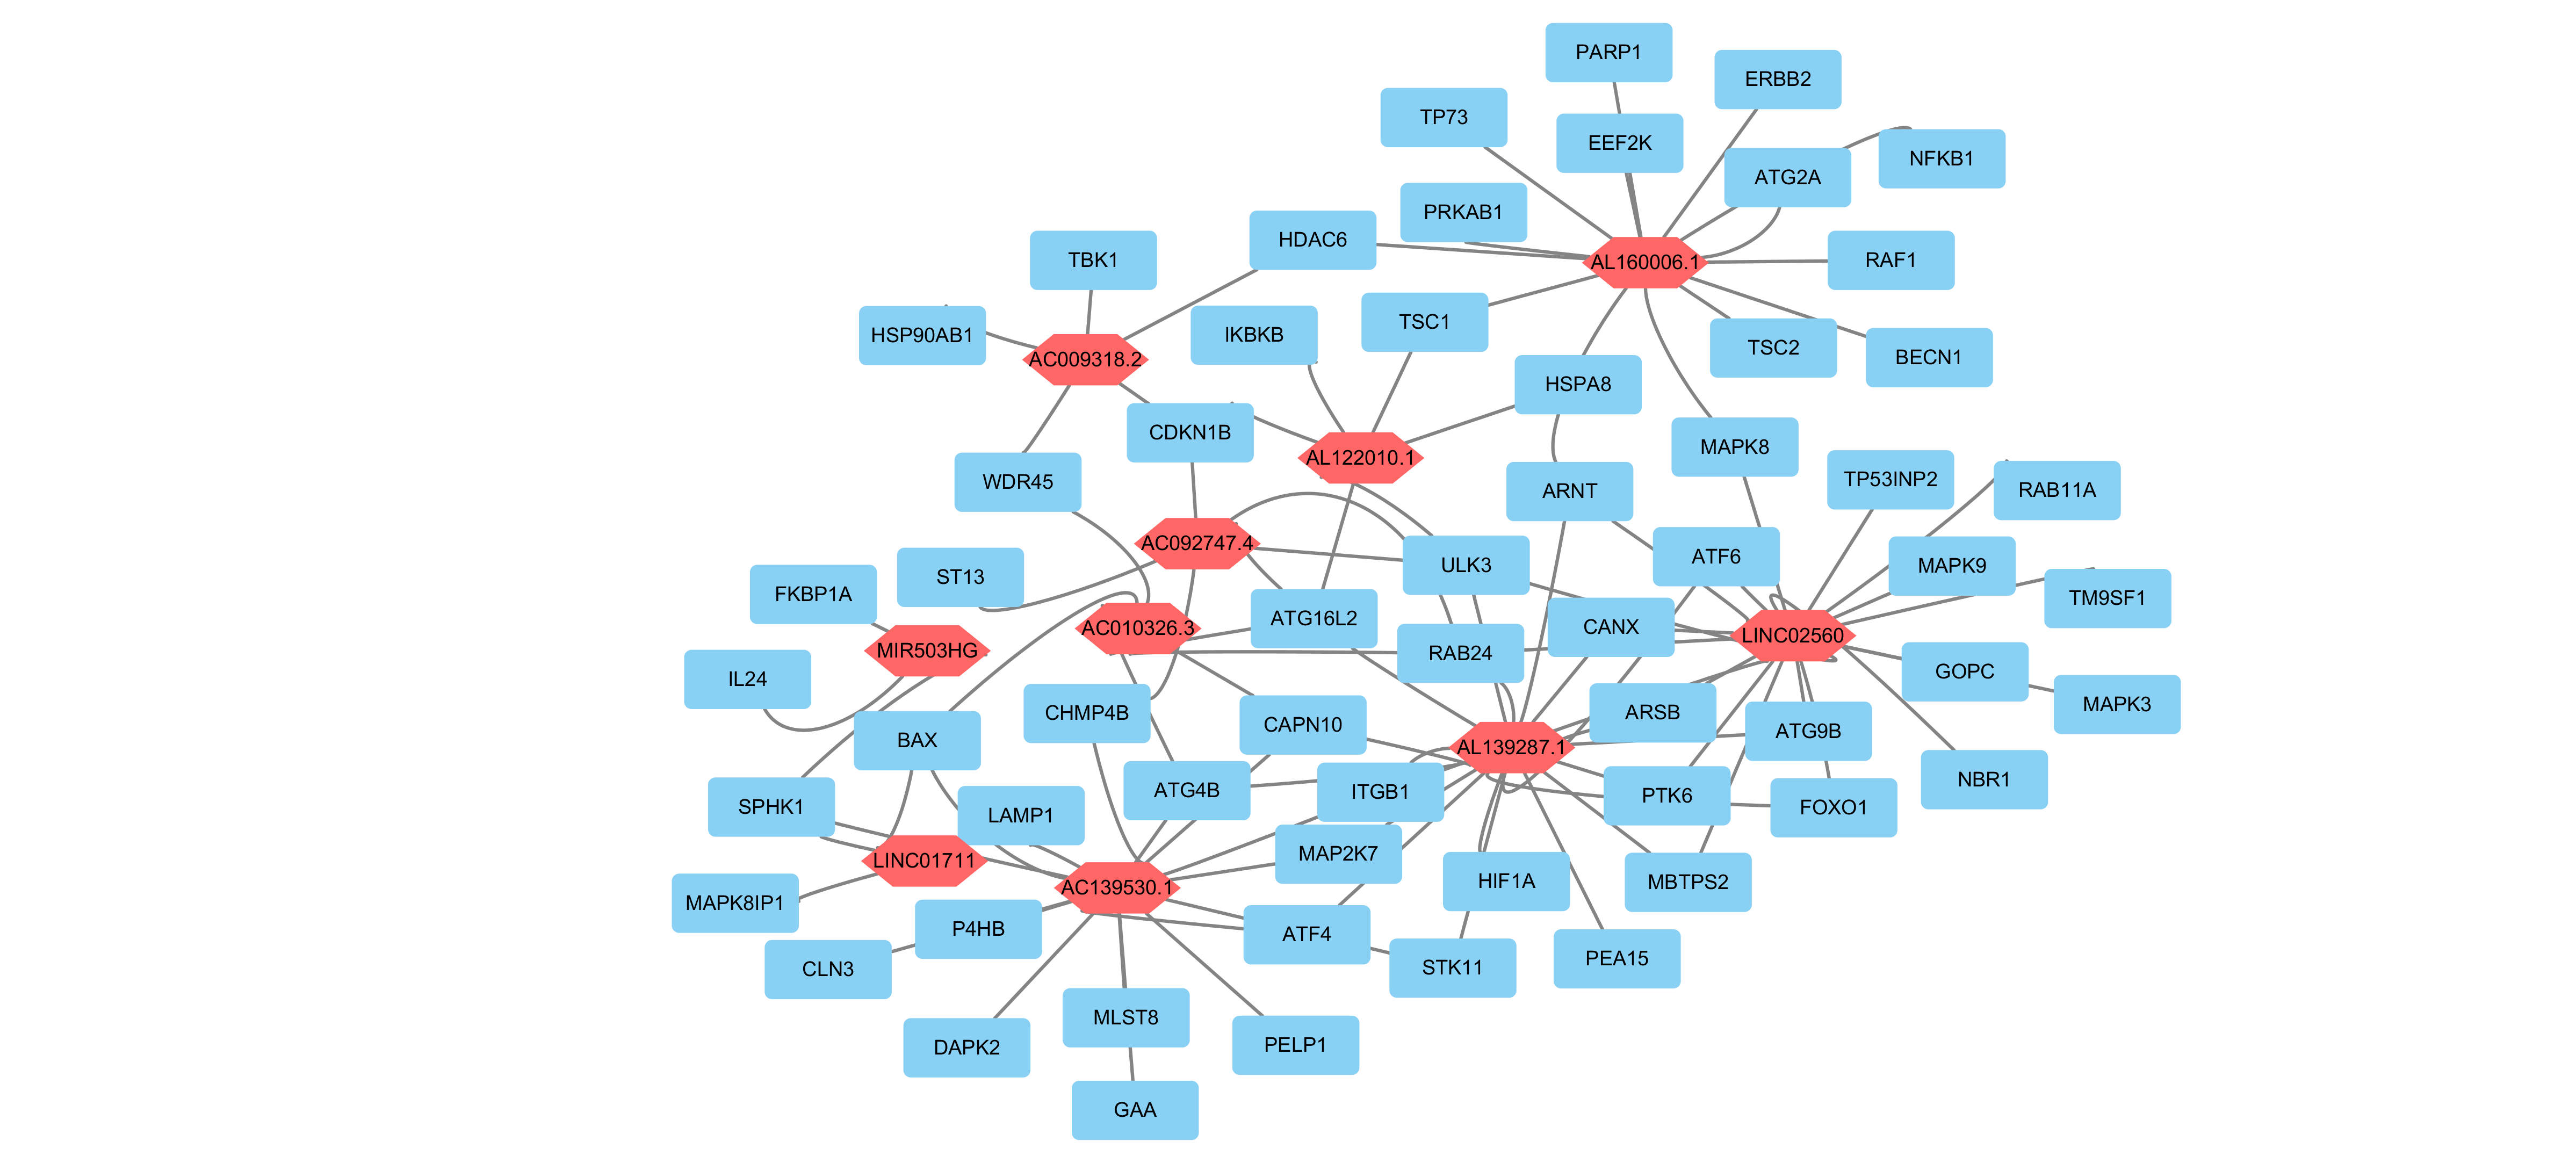 PARP1
ERBB2
TP73
EEF2K
NFKB1
ATG2A
PRKAB1
HDAC6
TBK1
RAF1
AL160006.1
HSP90AB1
IKBKB
TSC1
TSC2
BECN1
AC009318.2
HSPA8
CDKN1B
MAPK8
AL122010.1
WDR45
ARNT
TP53INP2
RAB11A
AC092747.4
ULK3
ATF6
MAPK9
ST13
FKBP1A
TM9SF1
ATG16L2
AC010326.3
CANX
LINC02560
MIR503HG
RAB24
IL24
GOPC
MAPK3
CHMP4B
CAPN10
ARSB
BAX
AL139287.1
ATG9B
NBR1
ATG4B
ITGB1
PTK6
SPHK1
FOXO1
LAMP1
MAP2K7
LINC01711
HIF1A
MBTPS2
AC139530.1
MAPK8IP1
P4HB
ATF4
PEA15
CLN3
STK11
MLST8
PELP1
DAPK2
GAA